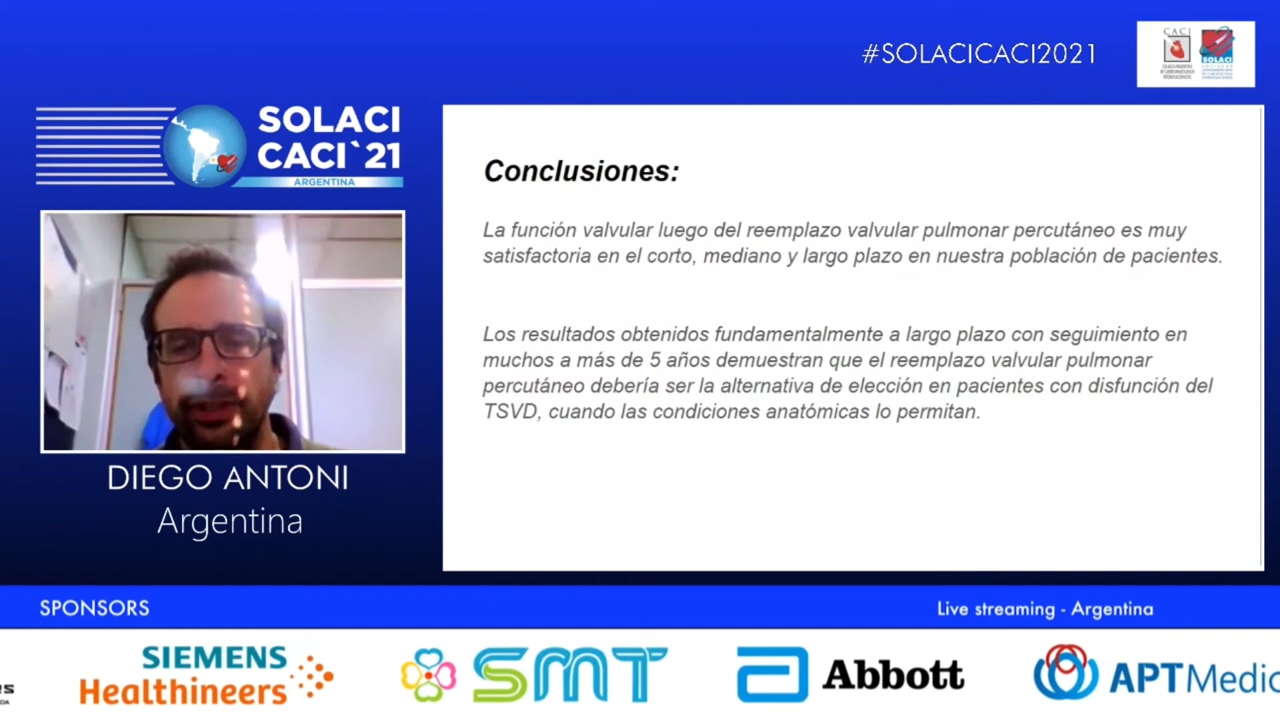 #SOLACICACI2021
CACI
SOLACI
SOLACI
CACI`21
ARGENTINA
Conclusiones:
La función valvular luego del reemplazo valvular pulmonar percutáneo es muy
satisfactoria en el corto, mediano y largo plazo en nuestra población de pacientes.
Los resultados obtenidos fundamentalmente a largo plazo con seguimiento en
muchos a más de 5 años demuestran que el reemplazo valvular pulmonar
percutáneo debería ser la alternativa de elección en pacientes con disfunción del
TSVD, cuando las condiciones anatómicas lo permitan.
DIEGO ANTONI
Argentina
SPONSORS
Live streaming - Argentina
SIEMENS
Healthineers
SMT
Abbott
APTMedic